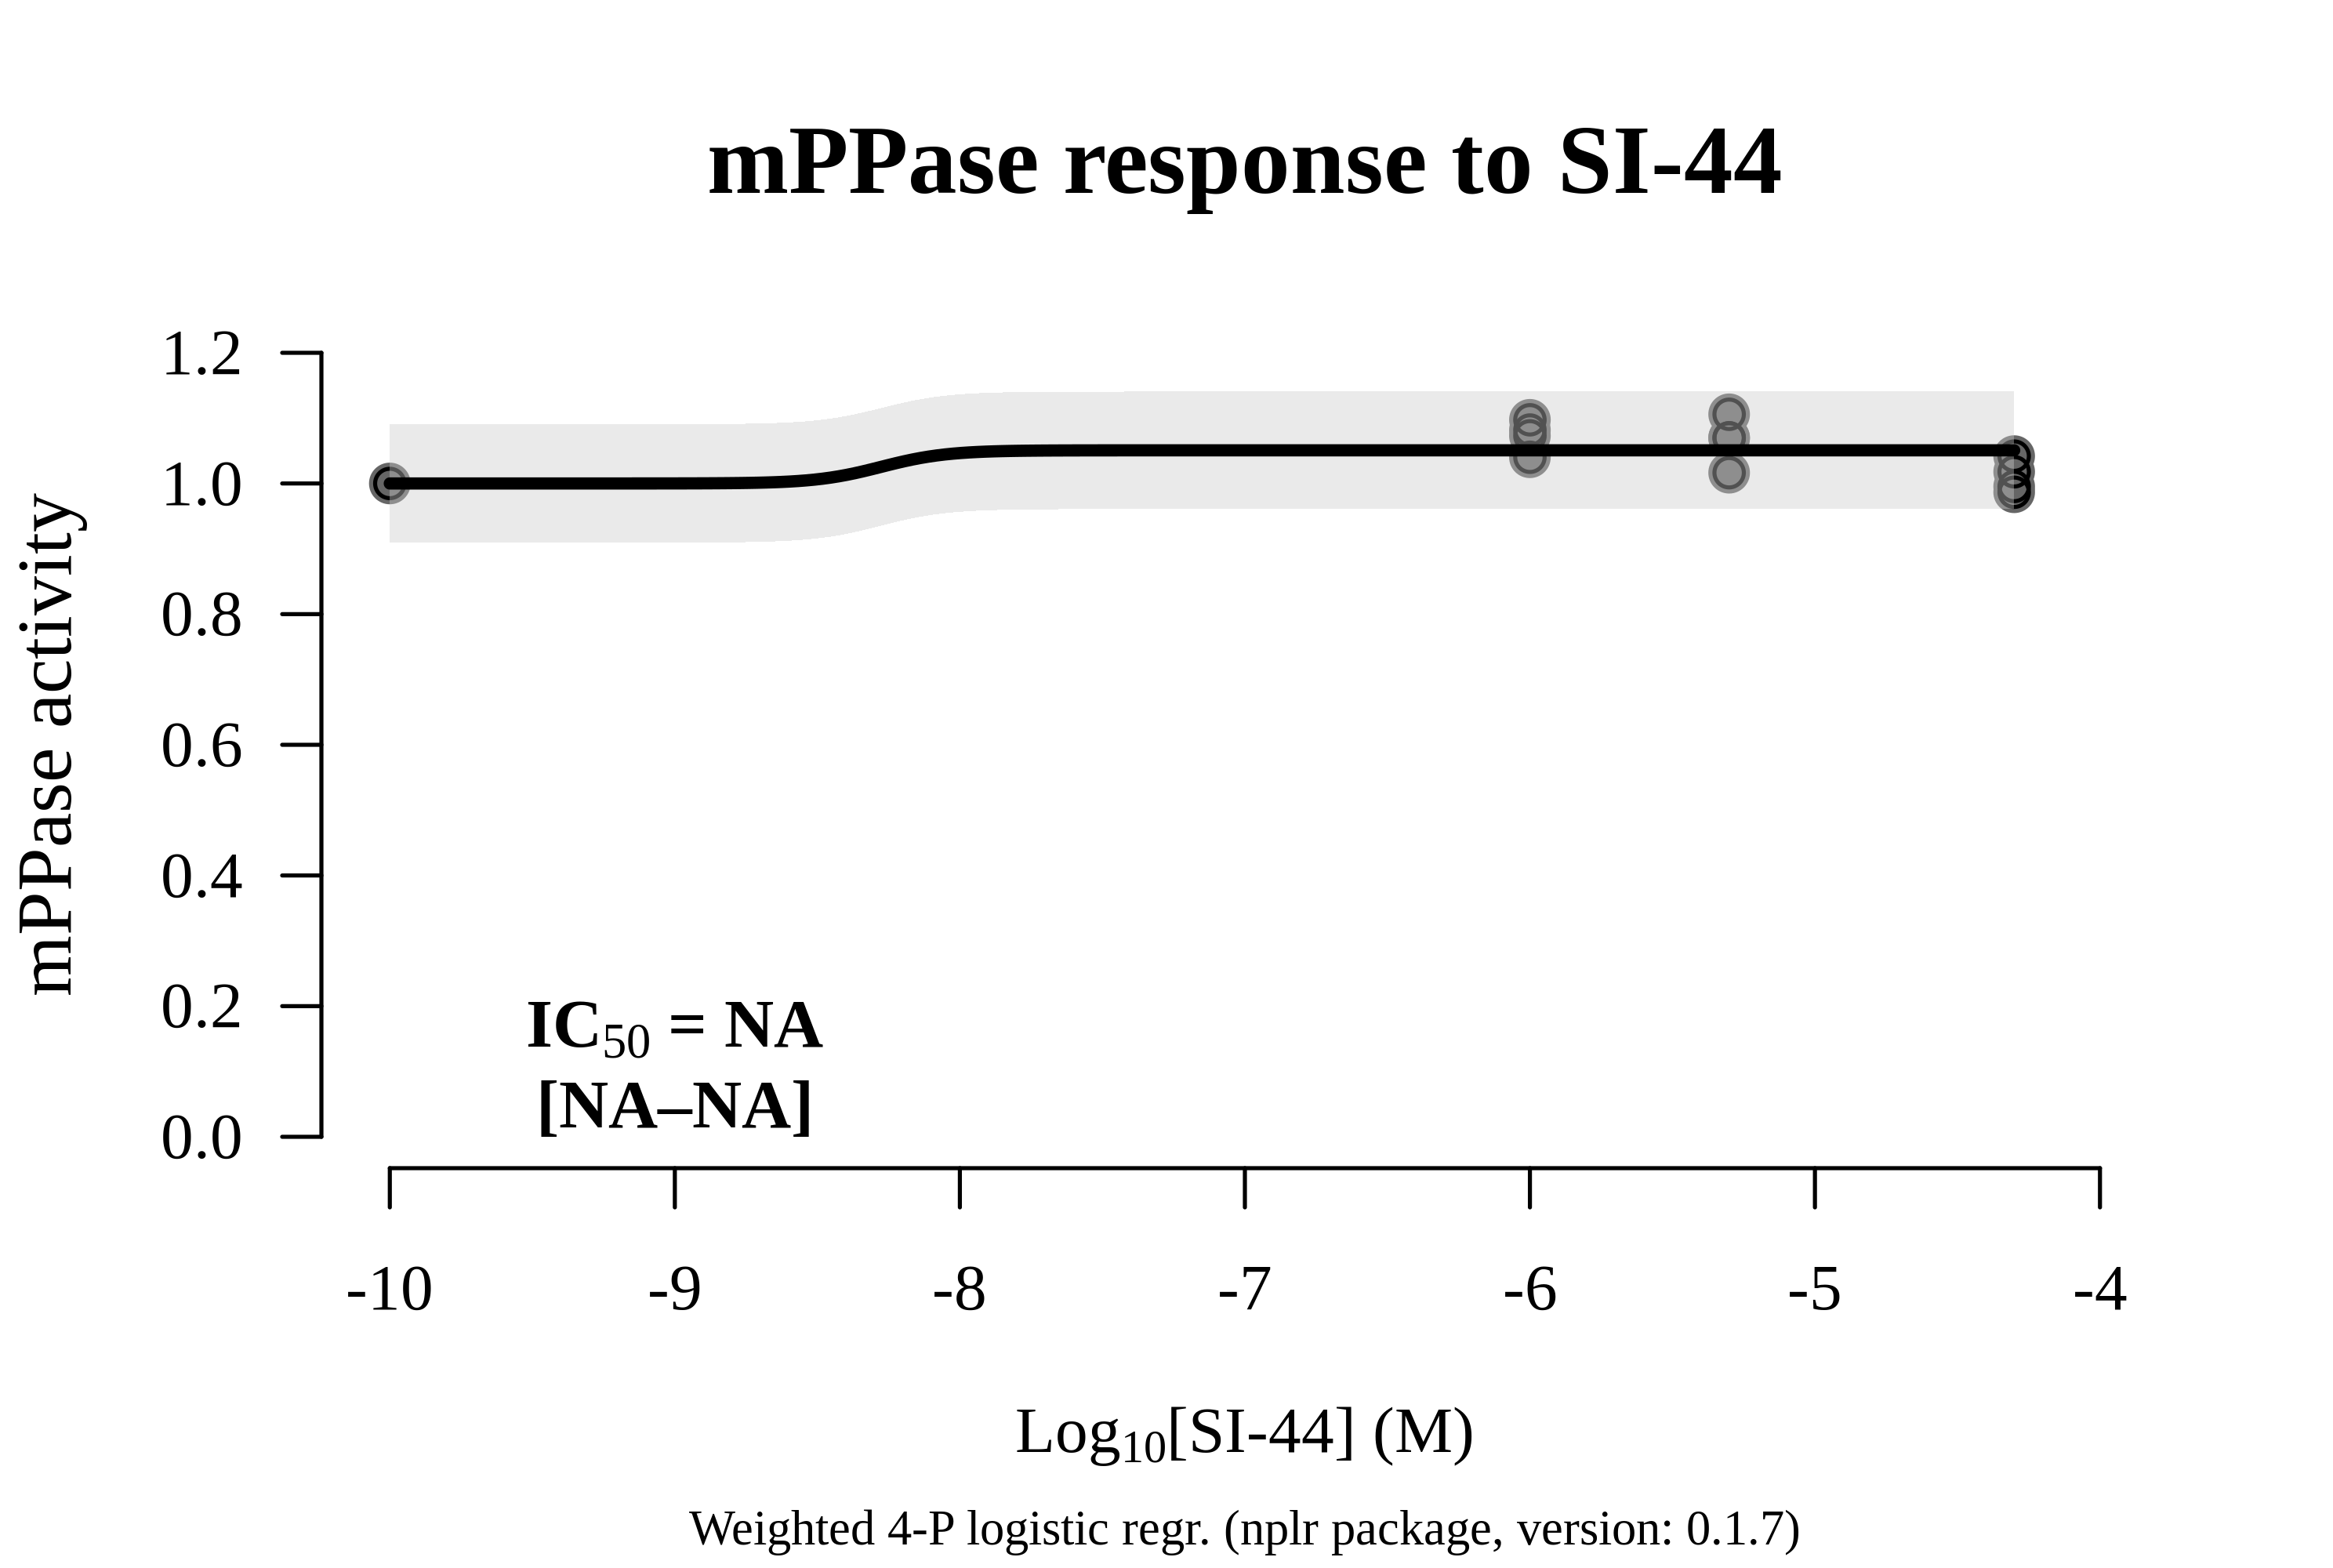 mPPase response to SI-44
1.2
1.0
0.8
0.6
0.4
0.2
0.0
mPPase activity
IC50 = NA
[NA–NA]
-10 -9 -8 -7 -6 -5 -4
Log10[SI-44] (M)
Weighted 4-P logistic regr. (nplr package, version: 0.1.7)